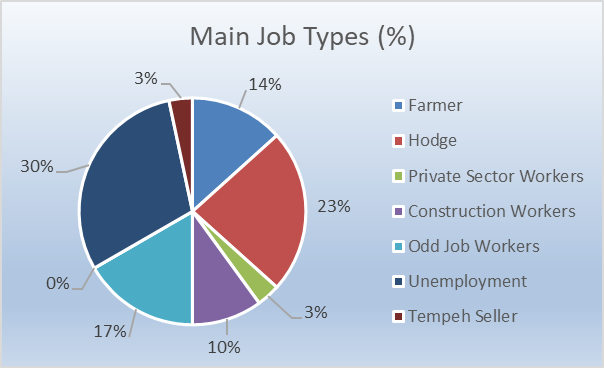 Main Job Types (%)
3%
14%
30%
23%
0%
3%
17%
10%
Farmer
Hodge
Private Sector Workers
Construction Workers
Odd Job Workers
Unemployment
Tempeh Seller